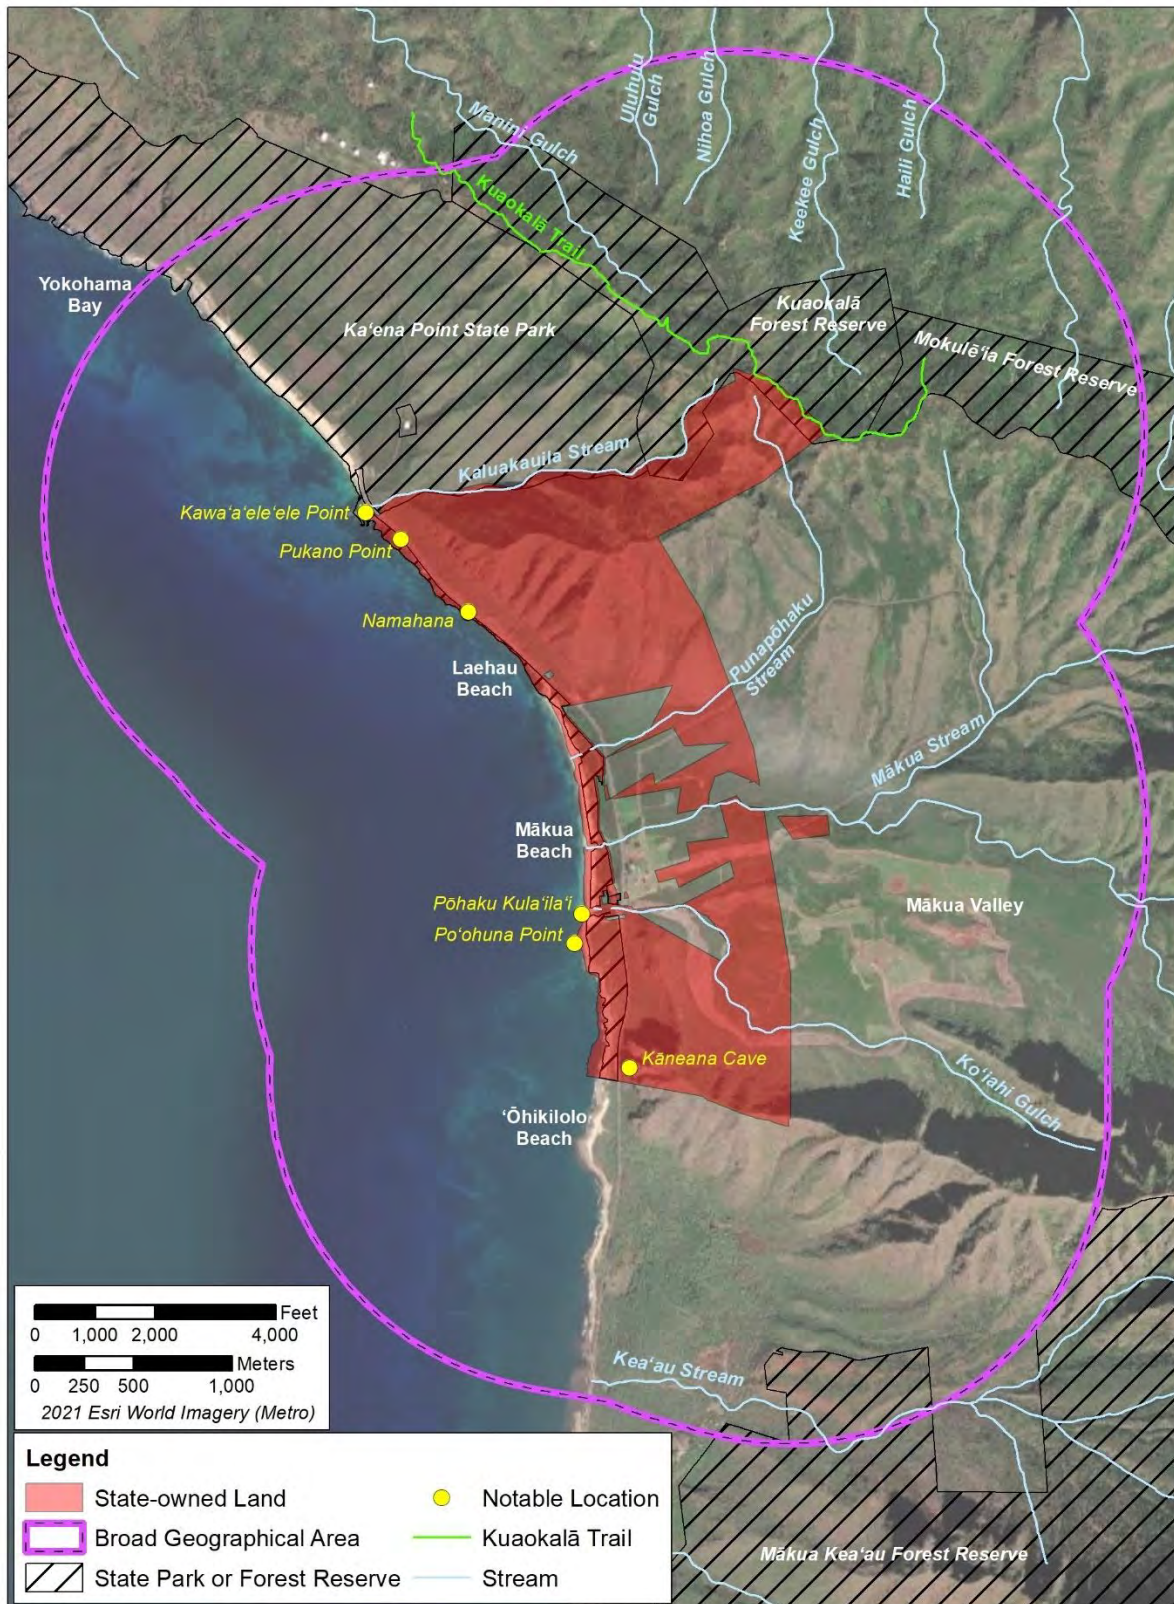 Uluhulu
Gulch
Nihoa Gulch
Manini Gulch
Keekee Gulch
Haili Gulch
Kuaokalā Trail
Yokohama
Bay
Ka‘ena Point State Park
Kuaokalā
Forest Reserve
Mokulē‘ia Forest Reserve
Kaluakauila Stream
Kawa‘a‘ele‘ele Point
Pukano Point
Namahana
Laehau
Beach
Punapōhaku
Stream
Mākua Stream
Mākua
Beach
Pōhaku Kula‘ila‘i
Po‘ohuna Point
Mākua Valley
Kāneana Cave
Ko‘iahi Gulch
‘Ōhikilolo
Beach
Kea‘au Stream
Mākua Kea‘au Forest Reserve
Feet
0 1,000 2,000 4,000
Meters
0 250 500 1,000
2021 Esri World Imagery (Metro)
Legend
State-owned Land
Broad Geographical Area
State Park or Forest Reserve
Notable Location
Kuaokalā Trail
Stream